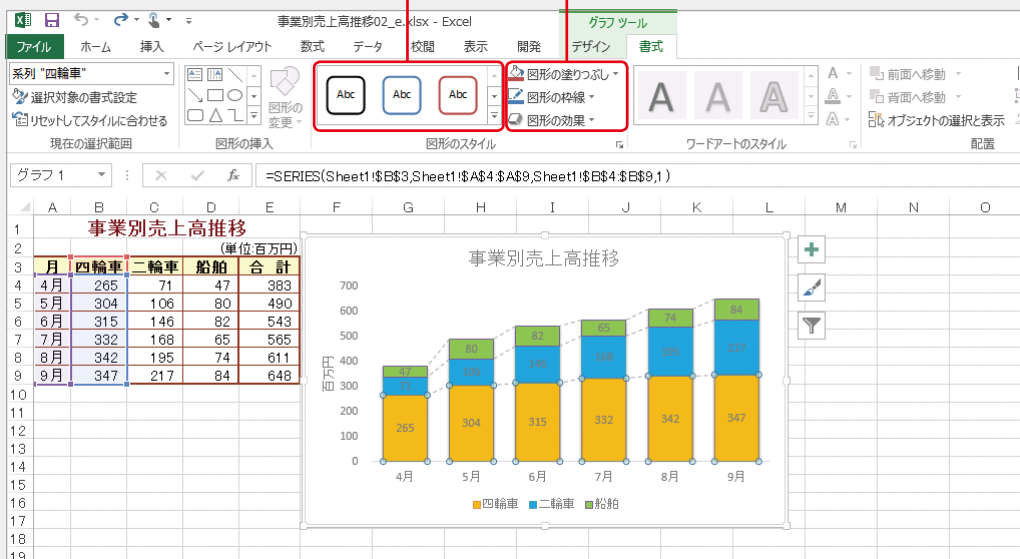 事業別売上高推移02_e.xlsx - Excel
グラフ ツール
ファイル ホーム 挿入 ページ レイアウト 数式 データ 校閲 表示 開発 デザイン 書式
系列 "四輪車"
選択対象の書式設定
リセットしてスタイルに合わせる
現在の選択範囲
図形の
変更
図形の挿入
Abc Abc Abc
図形の塗りつぶし
図形の枠線
図形の効果
図形のスタイル
A A A
A
A
A
ワードアートのスタイル
前面へ移動
背面へ移動
オブジェクトの選択と表示
配置
グラフ 1
fx
=SERIES(Sheet1!$B$3,Sheet1!$A$4:$A$9,Sheet1!$B$4:$B$9,1)
A B C D E F G H I J K L M N O
1 事業別売上高推移
2 (単位:百万円)
3 月 四輪車 二輪車 船舶 合 計
4 4月 265 71 47 383
5 5月 304 106 80 490
6 6月 315 146 82 543
7 7月 332 168 65 565
8 8月 342 195 74 611
9 9月 347 217 84 648
10
11
12
13
14
15
16
17
18
19
事業別売上高推移
百万円
700
600
500
400
300
200
100
0
47 80 82 65 74 84
71 106 146 168 195 217
265 304 315 332 342 347
4月 5月 6月 7月 8月 9月
四輪車 二輪車 船舶